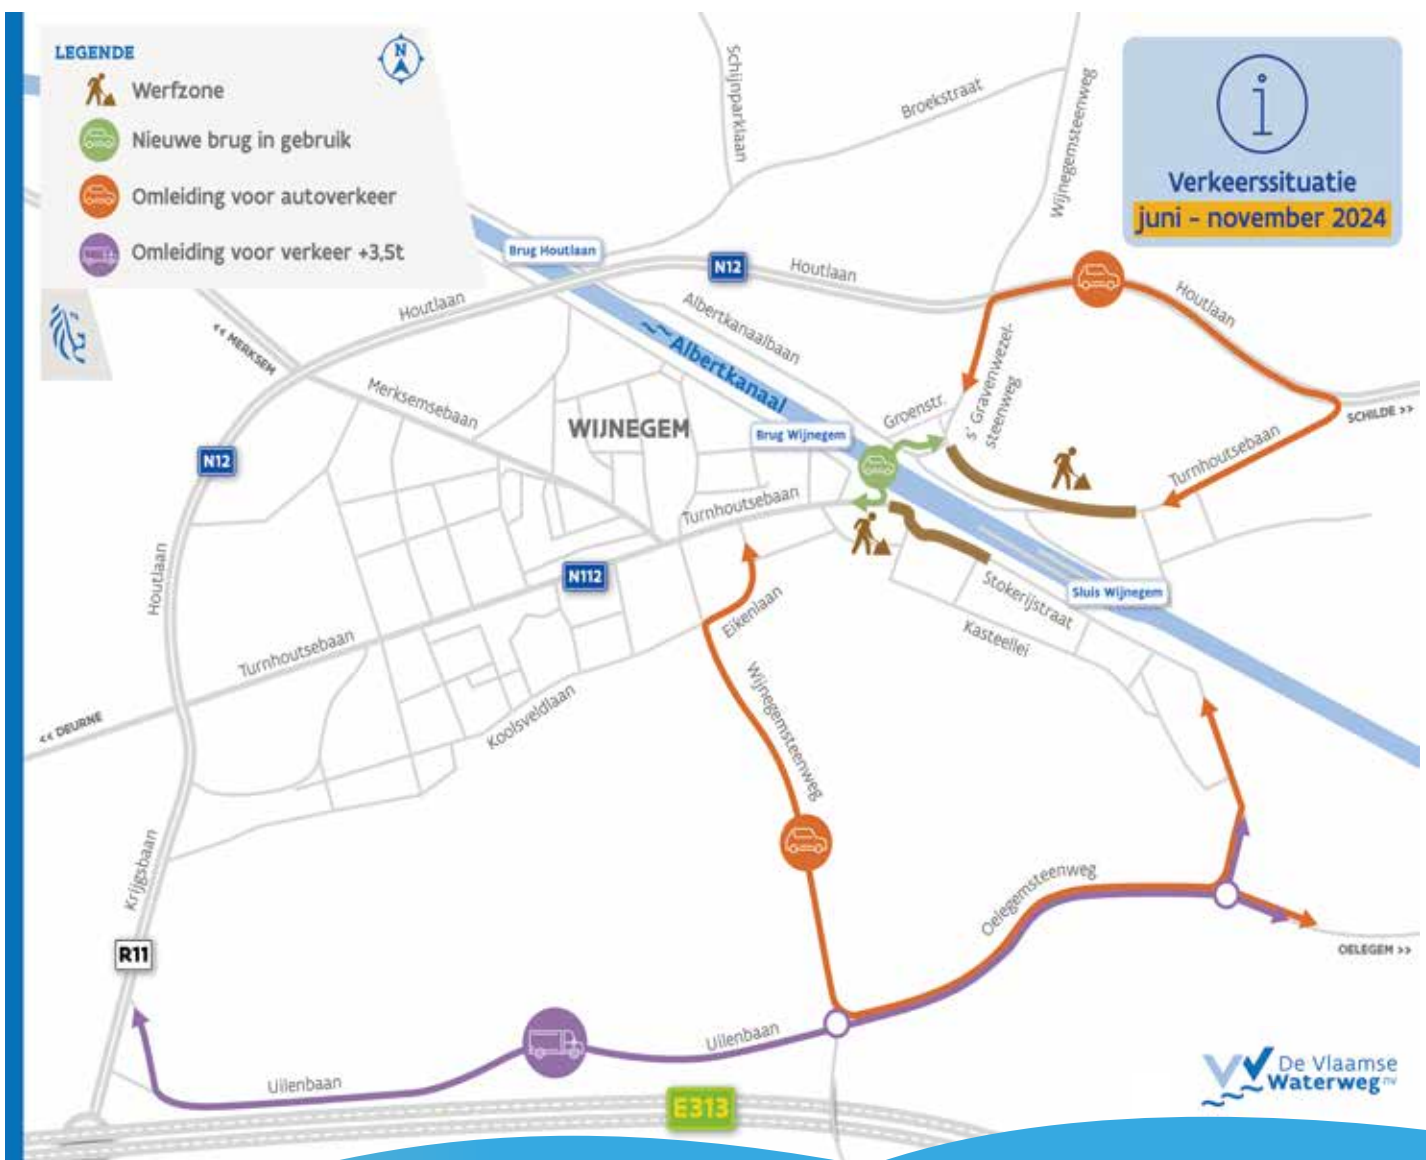 LEGENDE
N
Werfzone
Nieuwe brug in gebruik
Omleiding voor autoverkeer
Omleiding voor verkeer +3,5t
Verkeerssituatie
juni - november 2024
Schijnparklaan
Broekstraat
Wijnegemsteenweg
Brug Houtlaan
N12
Houtlaan
Houtlaan
Houtlaan
Albertkanaalbaan
Albertkanaal
<< MERKSEM
Merksemsebaan
WIJNEGEM
Brug Wijnegem
Groenstr.
s' Gravenwezel-
steenweg
SCHILDE >>
Turnhoutsebaan
N12
Turnhoutsebaan
Houtlaan
N112
Stokerijstraat
Sluis Wijnegem
Eikenlaan
Kasteellei
Turnhoutsebaan
<< DEURNE
Koolsveldlaan
Wijnegemsteenweg
Krijgsbaan
R11
Oelegemsteenweg
OELEGEM >>
Uilenbaan
Uilenbaan
E313
De Vlaamse
Waterweg nv